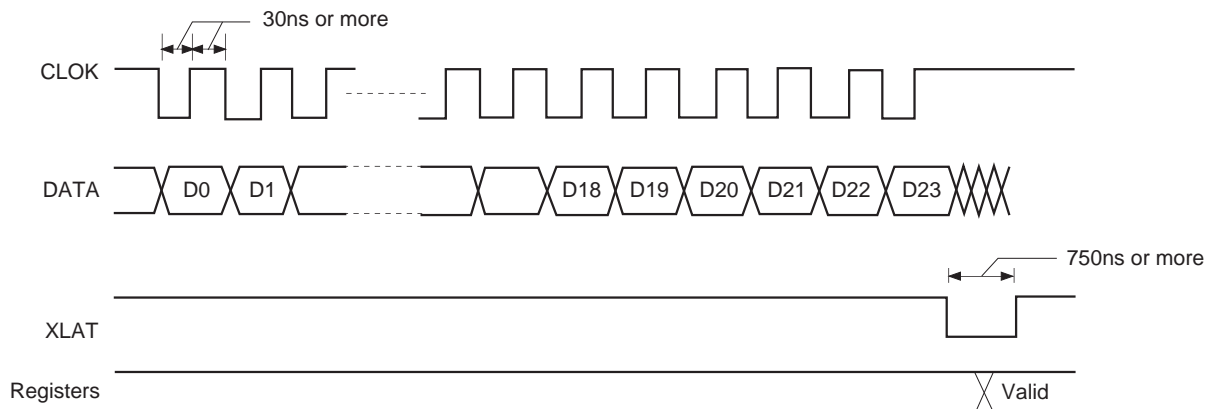 30ns or more
CLOK
DATA D0 D1 D18 D19 D20 D21 D22 D23
750ns or more
XLAT
Registers Valid